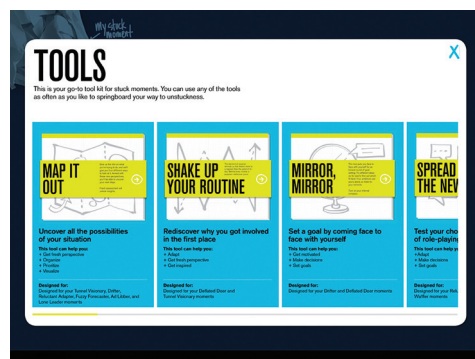 my stuck
moment
X
TOOLS
This is your go-to tool kit for stuck moments. You can use any of the tools
as often as you like to springboard your way to unstuckness.
MAP IT
OUT
Uncover all the possibilities
of your situation
This tool can help you:
+ Get fresh perspective
+ Organize
+ Prioritize
+ Visualize
Designed for:
Designed for your Tunnel Visionary, Drifter,
Reluctant Adapter, Fuzzy Forecaster, Ad Libber, and
Lone Leader moments
SHAKE UP
YOUR ROUTINE
Rediscover why you got involved
in the first place
This tool can help you:
+ Adapt
+ Get fresh perspective
+ Get inspired
Designed for:
Designed for your Deflated Doer and
Tunnel Visionary moments
MIRROR,
MIRROR
Set a goal by coming face to
face with yourself
This tool can help you:
+ Get motivated
+ Make decisions
+ Set goals
Designed for:
Designed for your Drifter and Deflated Doer moments
SPREAD
THE NEW
Test your cho
of role-playing
This tool can help y
+Adapt
+ Make decisions
+ Set goals
Designed for:
Designed for your Rel
Waffler moments